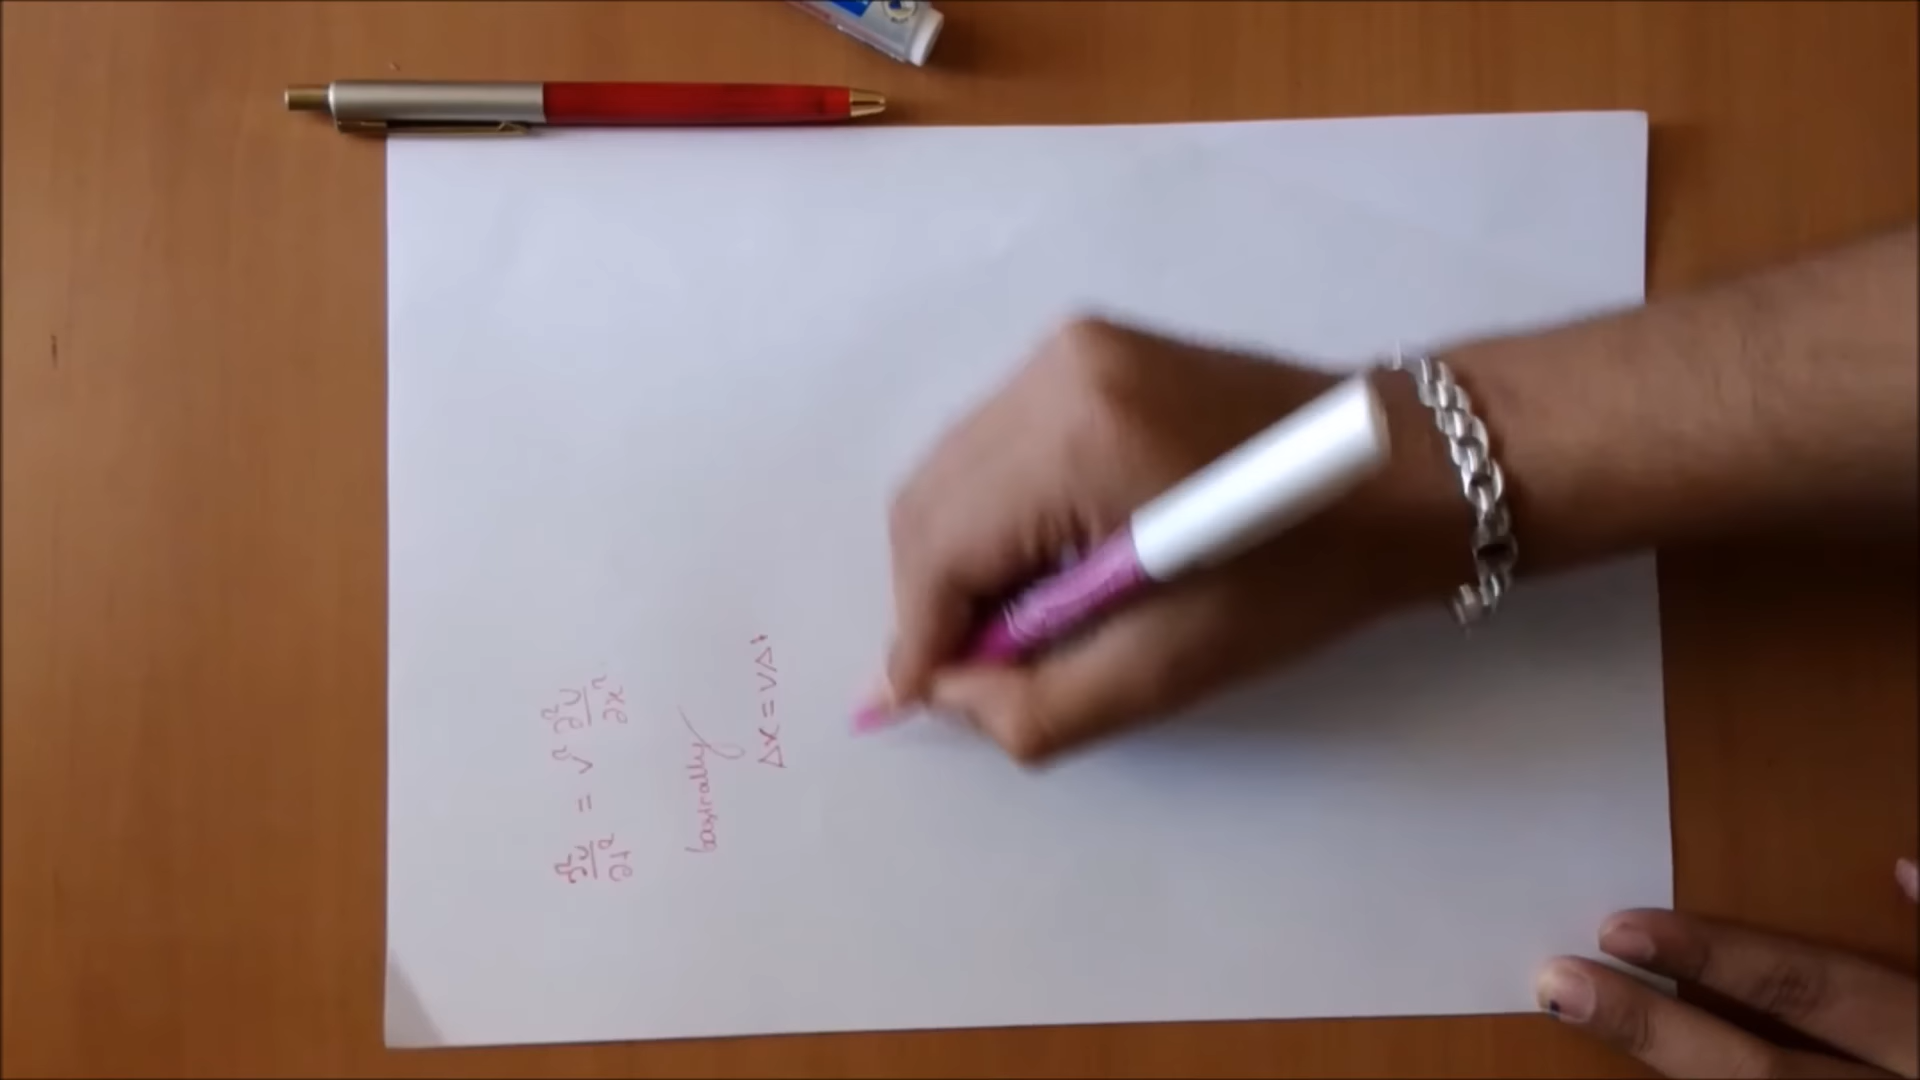 ∂²U/∂t² = v² ∂²U/∂x²
basically
Δx = vΔt